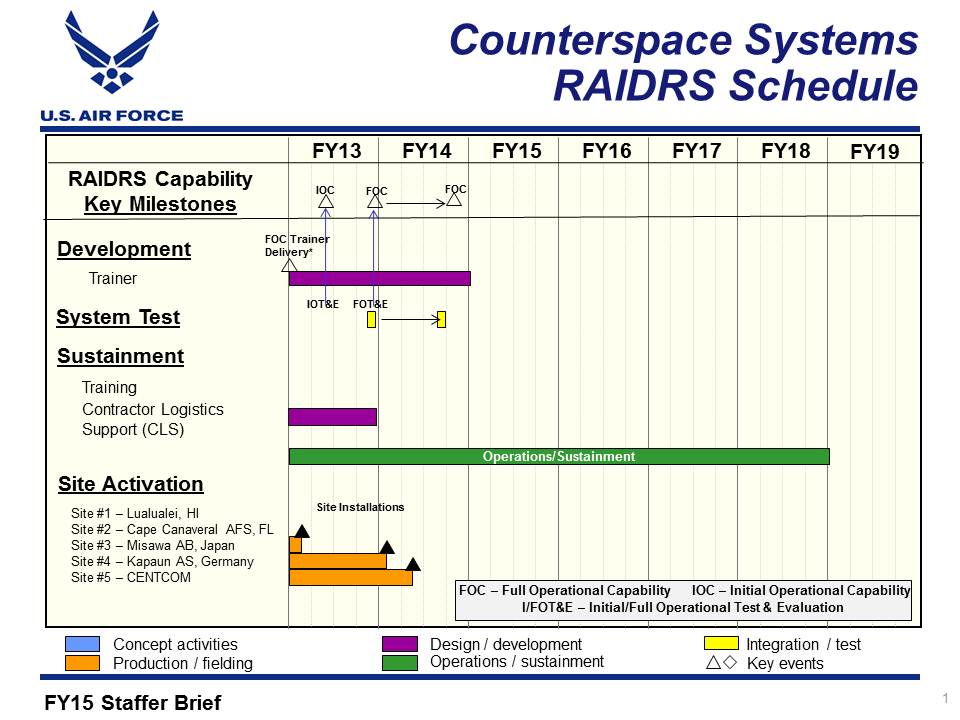 U.S. AIR FORCE
Counterspace Systems
RAIDRS Schedule
FY13 FY14 FY15 FY16 FY17 FY18 FY19
RAIDRS Capability
Key Milestones
IOC FOC FOC
Development
FOC Trainer
Delivery*
Trainer
IOT&E FOT&E
System Test
Sustainment
Training
Contractor Logistics
Support (CLS)
Operations/Sustainment
Site Activation
Site Installations
Site #1 – Lualualei, HI
Site #2 – Cape Canaveral AFS, FL
Site #3 – Misawa AB, Japan
Site #4 – Kapaun AS, Germany
Site #5 – CENTCOM
FOC – Full Operational Capability IOC – Initial Operational Capability
I/FOT&E – Initial/Full Operational Test & Evaluation
Concept activities Design / development Integration / test
Production / fielding Operations / sustainment Key events
FY15 Staffer Brief
1